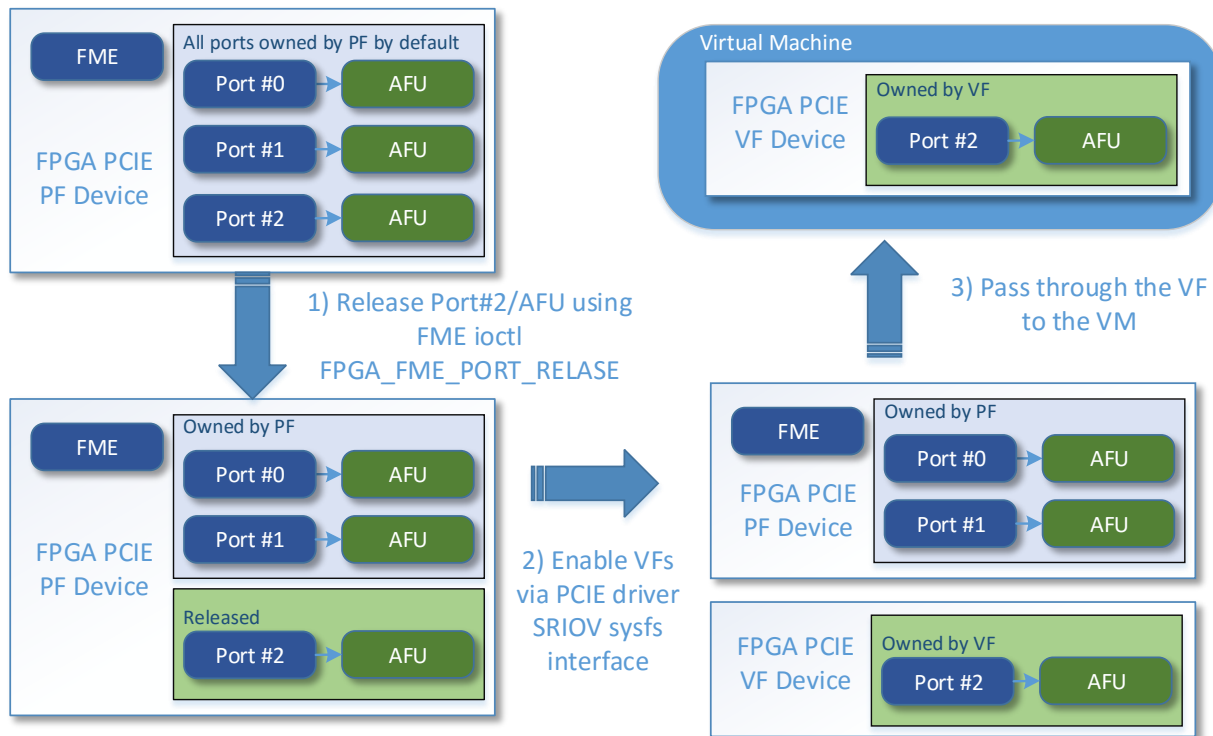 FME
All ports owned by PF by default
Port #0
AFU
Port #1
AFU
Port #2
AFU
FPGA PCIE
PF Device
1) Release Port#2/AFU using
FME ioctl
FPGA_FME_PORT_RELASE
FME
Owned by PF
Port #0
AFU
Port #1
AFU
FPGA PCIE
PF Device
Released
Port #2
AFU
2) Enable VFs
via PCIE driver
SRIOV sysfs
interface
FME
Owned by PF
Port #0
AFU
Port #1
AFU
FPGA PCIE
PF Device
FPGA PCIE
VF Device
Owned by VF
Port #2
AFU
3) Pass through the VF
to the VM
Virtual Machine
FPGA PCIE
VF Device
Owned by VF
Port #2
AFU